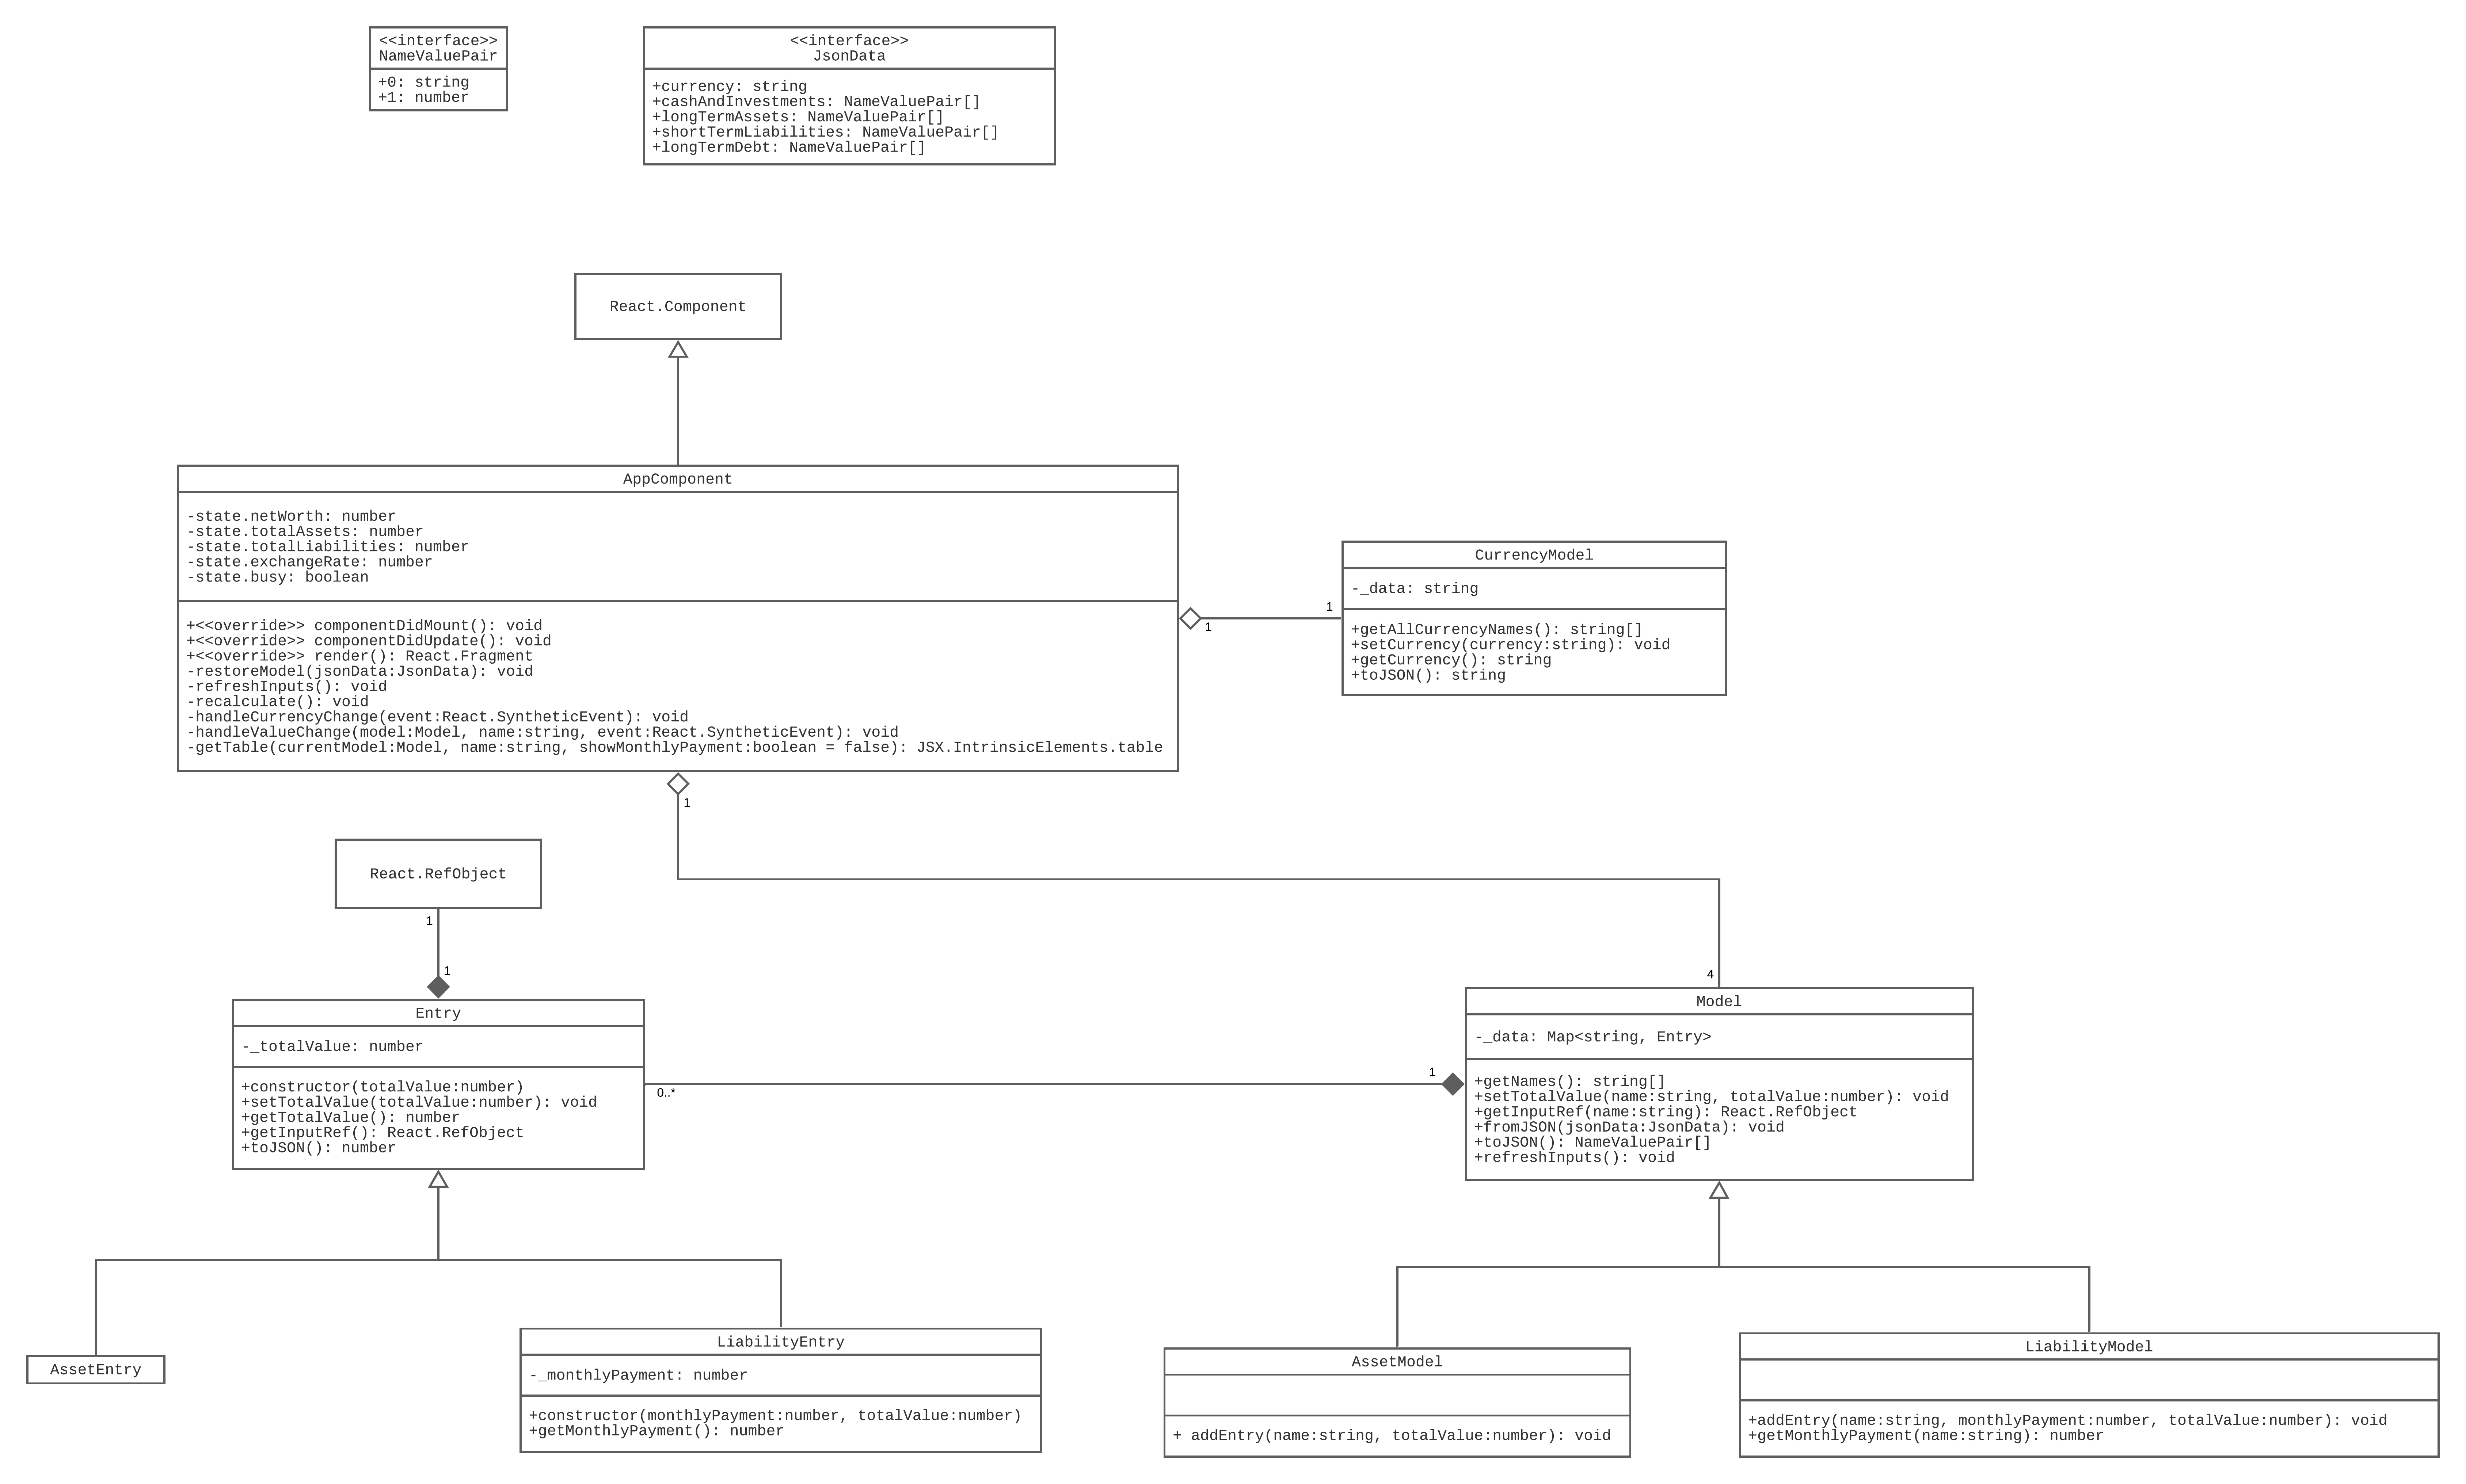 <<interface>>
NameValuePair
+0: string
+1: number
<<interface>>
JsonData
+currency: string
+cashAndInvestments: NameValuePair[]
+longTermAssets: NameValuePair[]
+shortTermLiabilities: NameValuePair[]
+longTermDebt: NameValuePair[]
React.Component
AppComponent
-state.netWorth: number
-state.totalAssets: number
-state.totalLiabilities: number
-state.exchangeRate: number
-state.busy: boolean
+<<override>> componentDidMount(): void
+<<override>> componentDidUpdate(): void
+<<override>> render(): React.Fragment
-restoreModel(jsonData:JsonData): void
-refreshInputs(): void
-recalculate(): void
-handleCurrencyChange(event:React.SyntheticEvent): void
-handleValueChange(model:Model, name:string, event:React.SyntheticEvent): void
-getTable(currentModel:Model, name:string, showMonthlyPayment:boolean = false): JSX.IntrinsicElements.table
1
1
CurrencyModel
-_data: string
+getAllCurrencyNames(): string[]
+setCurrency(currency:string): void
+getCurrency(): string
+toJSON(): string
1
4
React.RefObject
1
1
Entry
-_totalValue: number
+constructor(totalValue:number)
+setTotalValue(totalValue:number): void
+getTotalValue(): number
+getInputRef(): React.RefObject
+toJSON(): number
0..*
1
Model
-_data: Map<string, Entry>
+getNames(): string[]
+setTotalValue(name:string, totalValue:number): void
+getInputRef(name:string): React.RefObject
+fromJSON(jsonData:JsonData): void
+toJSON(): NameValuePair[]
+refreshInputs(): void
AssetEntry
LiabilityEntry
-_monthlyPayment: number
+constructor(monthlyPayment:number, totalValue:number)
+getMonthlyPayment(): number
AssetModel
+ addEntry(name:string, totalValue:number): void
LiabilityModel
+addEntry(name:string, monthlyPayment:number, totalValue:number): void
+getMonthlyPayment(name:string): number